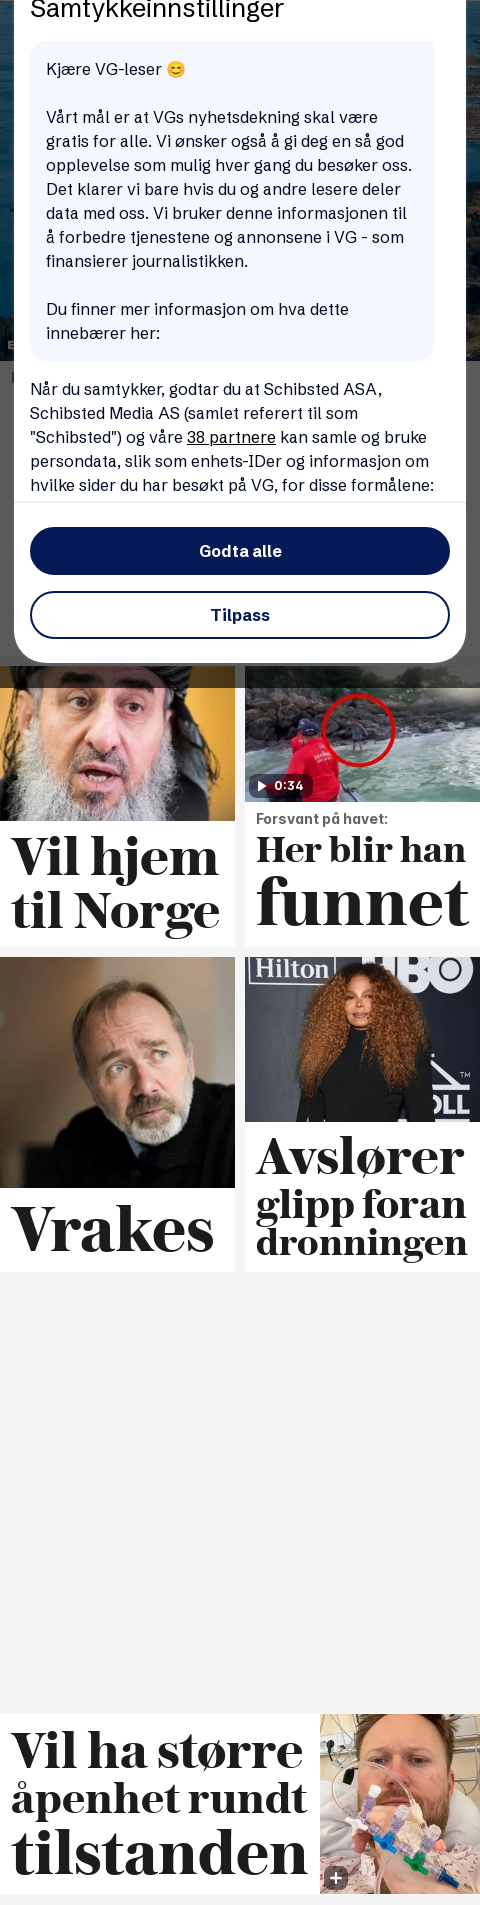 Samtykkeinnstillinger
Kjære VG-leser 😊
Vårt mål er at VGs nyhetsdekning skal være
gratis for alle. Vi ønsker også å gi deg en så god
opplevelse som mulig hver gang du besøker oss.
Det klarer vi bare hvis du og andre lesere deler
data med oss. Vi bruker denne informasjonen til
å forbedre tjenestene og annonsene i VG - som
finansierer journalistikken.
Du finner mer informasjon om hva dette
innebærer her:
Når du samtykker, godtar du at Schibsted ASA,
Schibsted Media AS (samlet referert til som
"Schibsted") og våre 38 partnere kan samle og bruke
persondata, slik som enhets-IDer og informasjon om
hvilke sider du har besøkt på VG, for disse formålene:
Godta alle
Tilpass
Vil hjem
til Norge
0:34
Forsvant på havet:
Her blir han
funnet
Vrakes
Hilton
HBO
Avslører
glipp foran
dronningen
Vil ha større
åpenhet rundt
tilstanden